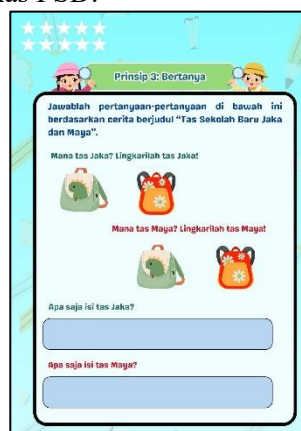 Prinsip 3: Bertanya
Jawablah pertanyaan-pertanyaan di bawah ini
berdasarkan cerita berjudul "Tas Sekolah Baru Jaka
dan Maya".
Mana tas Jaka? Lingkarilah tas Jaka!
Mana tas Maya? Lingkarilah tas Maya!
Apa saja isi tas Jaka?
Apa saja isi tas Maya?